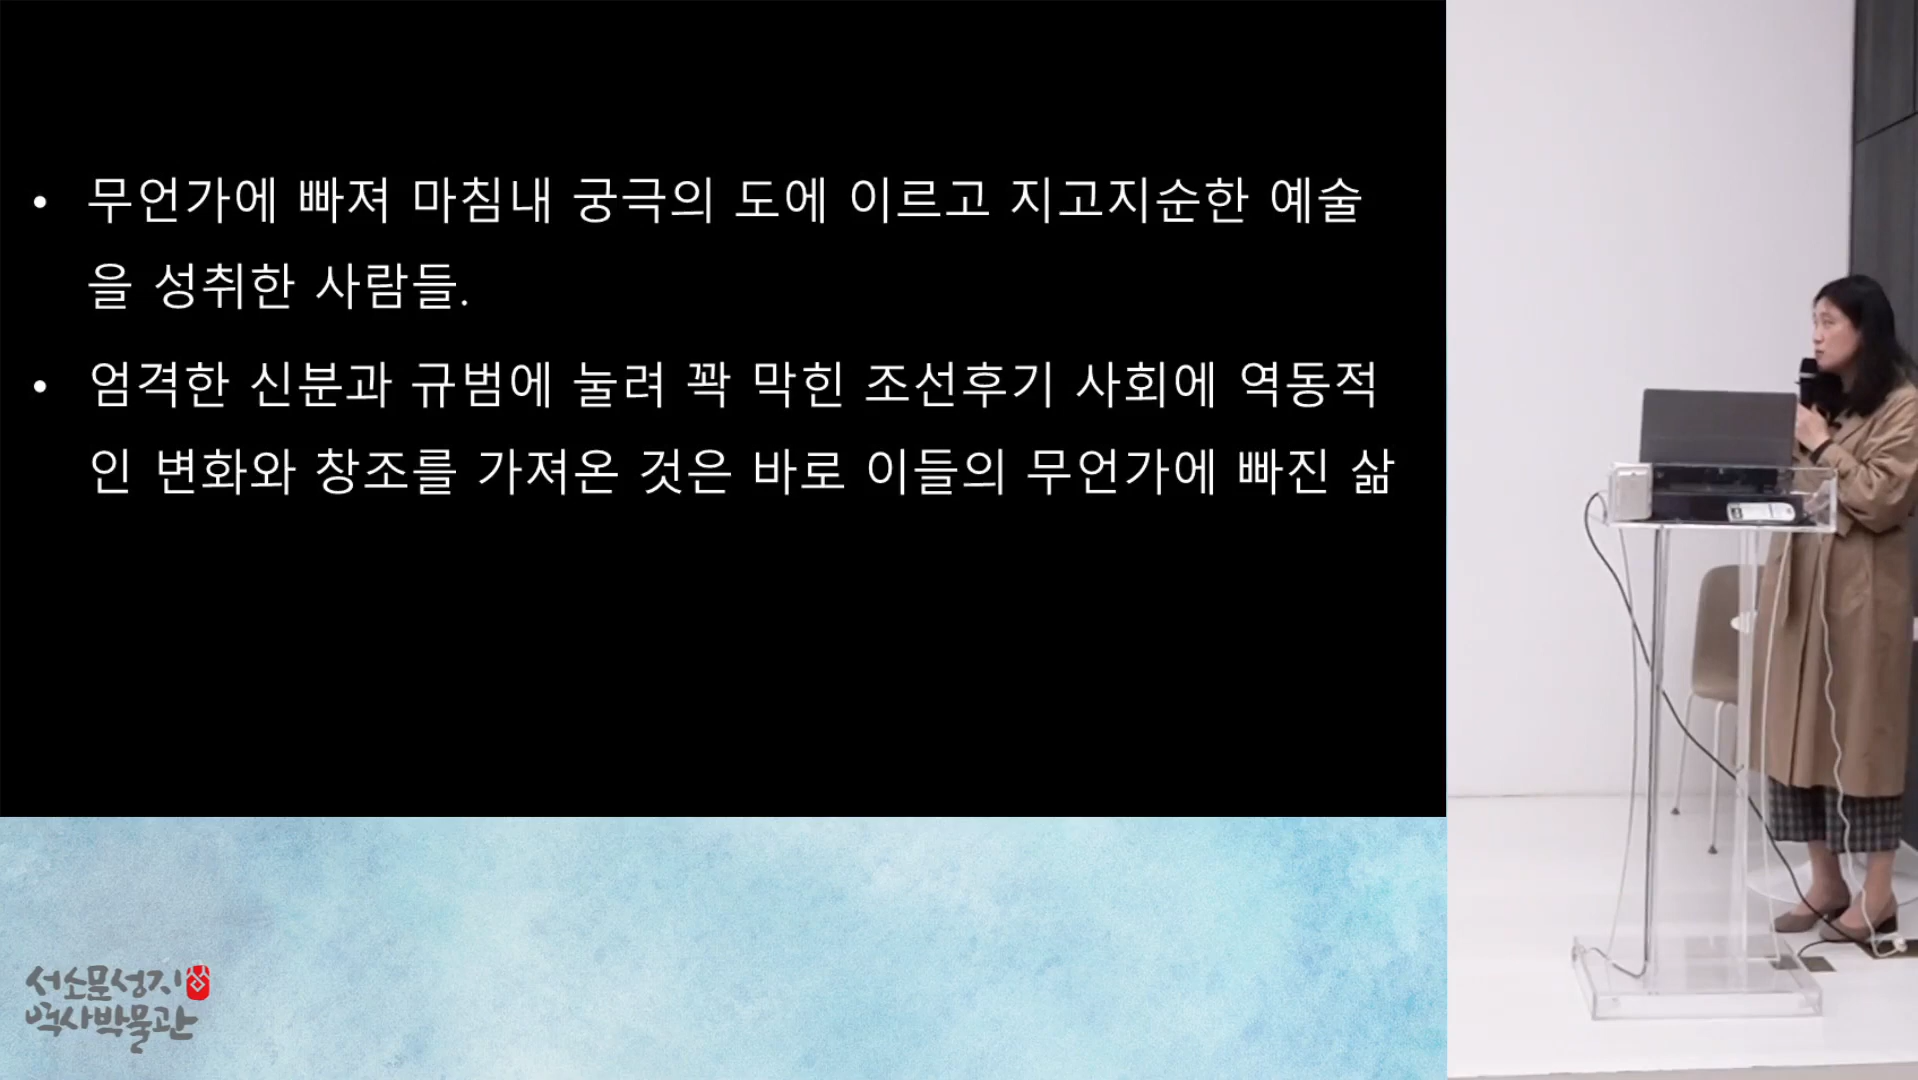 • 무언가에 빠져 마침내 궁극의 도에 이르고 지고지순한 예술
을 성취한 사람들.
• 엄격한 신분과 규범에 눌려 꽉 막힌 조선후기 사회에 역동적
인 변화와 창조를 가져온 것은 바로 이들의 무언가에 빠진 삶
서소문성지
역사박물관